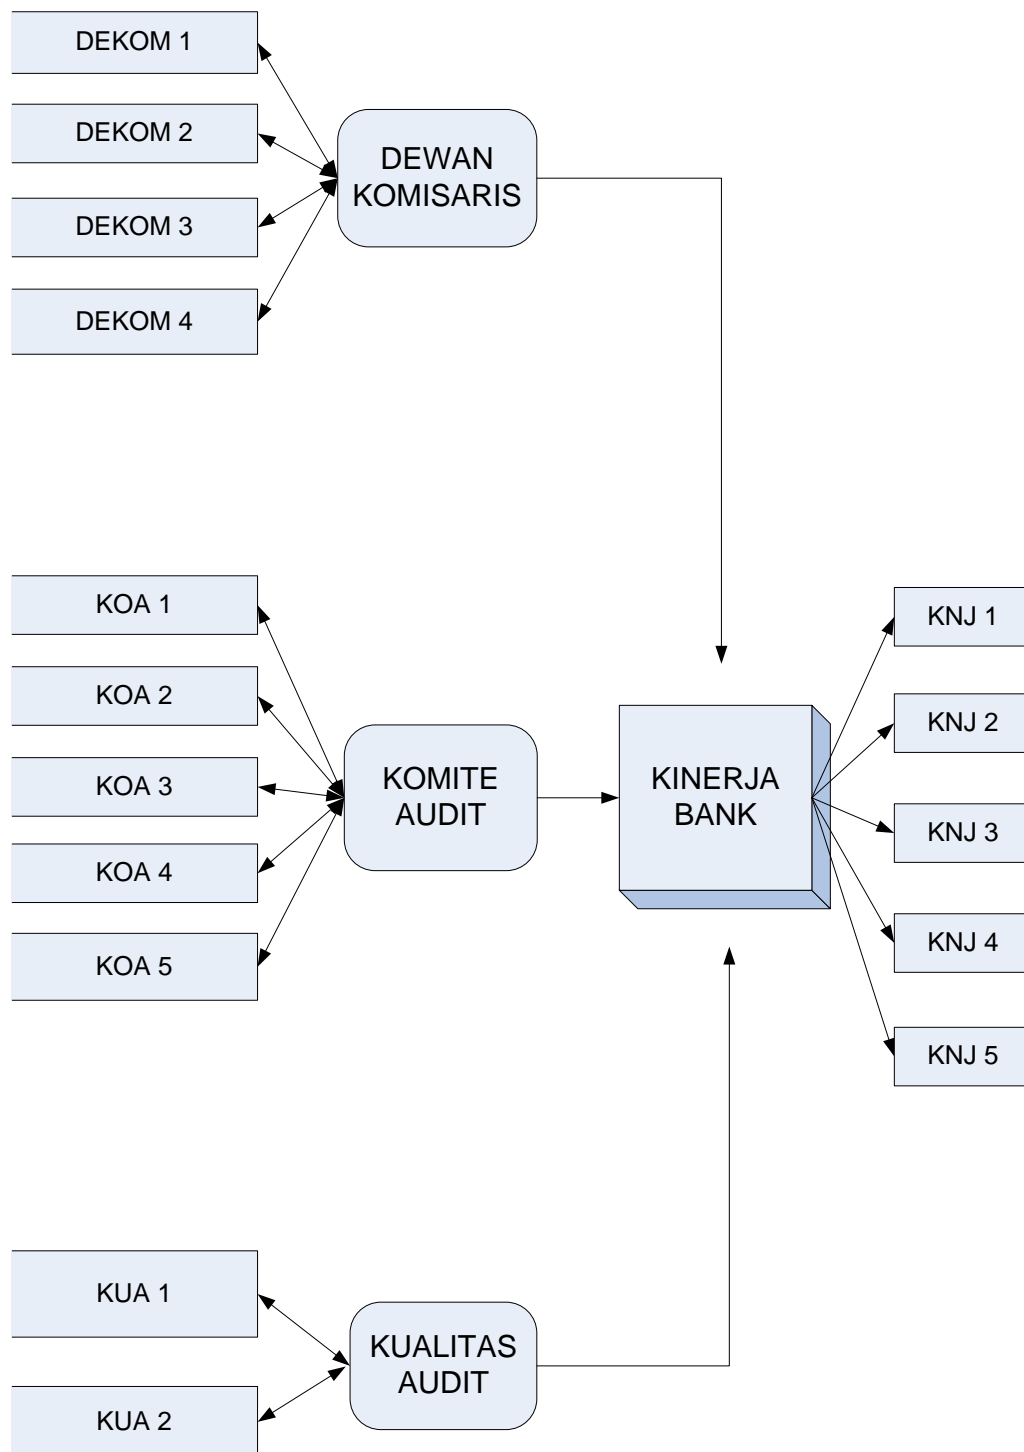 DEKOM 1
DEKOM 2
DEKOM 3
DEKOM 4
DEWAN
KOMISARIS
KOA 1
KOA 2
KOA 3
KOA 4
KOA 5
KOMITE
AUDIT
KINERJA
BANK
KNJ 1
KNJ 2
KNJ 3
KNJ 4
KNJ 5
KUA 1
KUA 2
KUALITAS
AUDIT